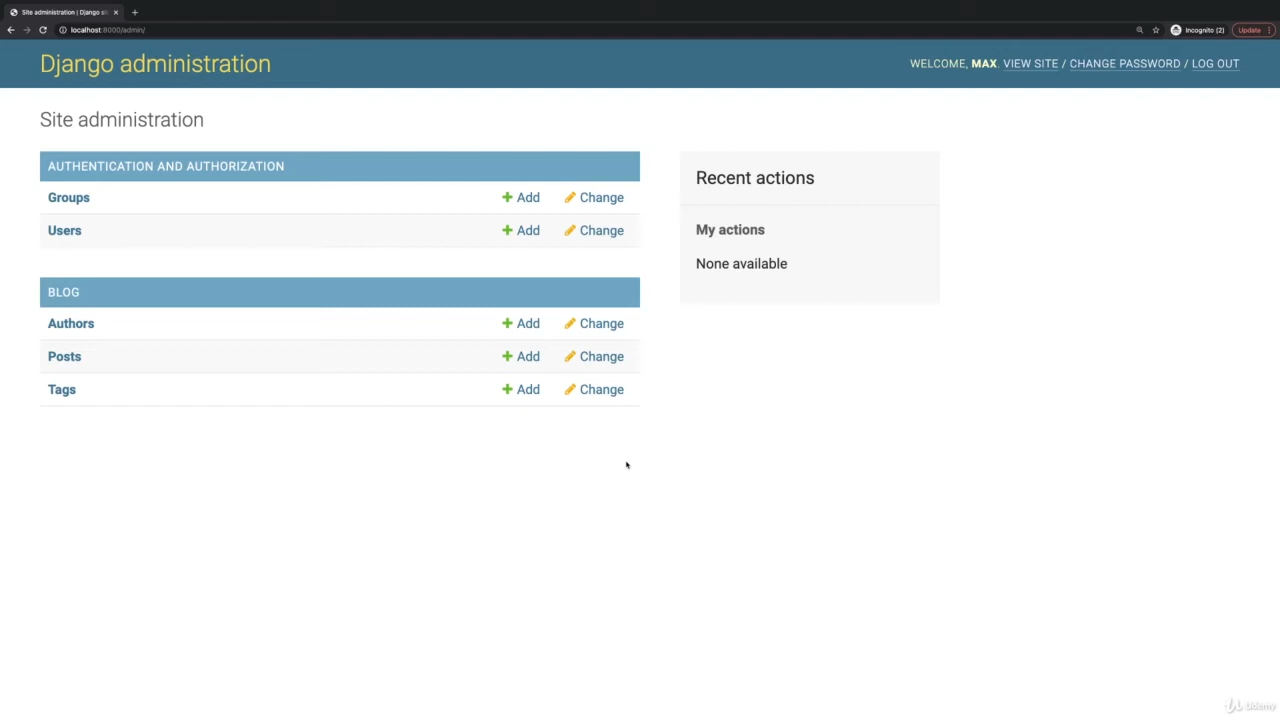 Site administration | Django si
localhost:8000/admin/
Incognito (2)
Update
Django administration
WELCOME, MAX. VIEW SITE / CHANGE PASSWORD / LOG OUT
Site administration
AUTHENTICATION AND AUTHORIZATION
Groups Add Change
Users Add Change
BLOG
Authors Add Change
Posts Add Change
Tags Add Change
Recent actions
My actions
None available
Udemy